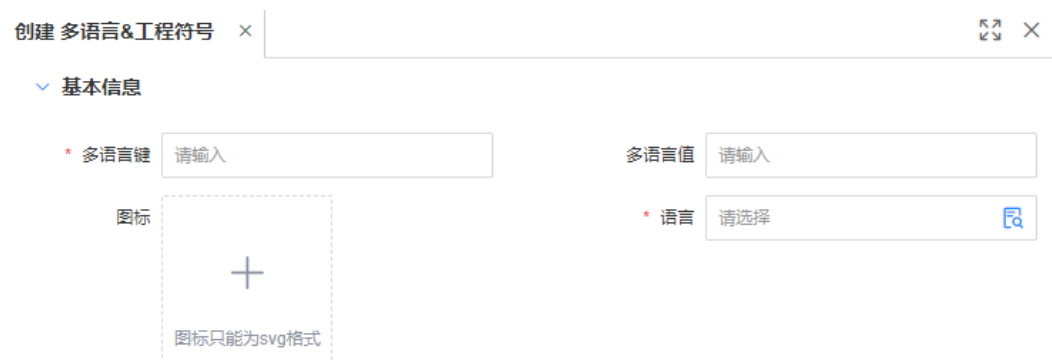 创建 多语言&工程符号
基本信息
* 多语言键 请输入
多语言值 请输入
图标
* 语言 请选择
图标只能为svg格式